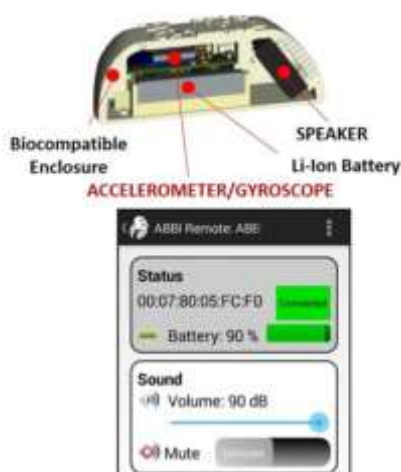 Biocompatible
Enclosure
SPEAKER
Li-Ion Battery
ACCELEROMETER/GYROSCOPE
ABBI Remote: ABE
Status
00:07:80:05:FC:F0 Connected
Battery: 90 %
Sound
Volume: 90 dB
Mute